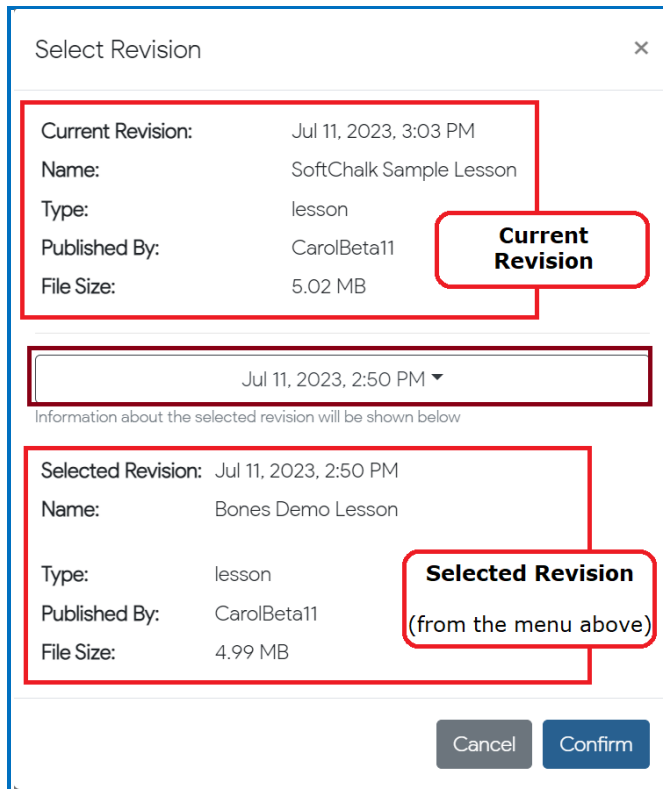 Select Revision ×
Current Revision: Jul 11, 2023, 3:03 PM
Name: SoftChalk Sample Lesson
Type: lesson
Published By: CarolBeta11
File Size: 5.02 MB
Current
Revision
Jul 11, 2023, 2:50 PM
Information about the selected revision will be shown below
Selected Revision: Jul 11, 2023, 2:50 PM
Name: Bones Demo Lesson
Type: lesson
Published By: CarolBeta11
File Size: 4.99 MB
Selected Revision
(from the menu above)
Cancel Confirm